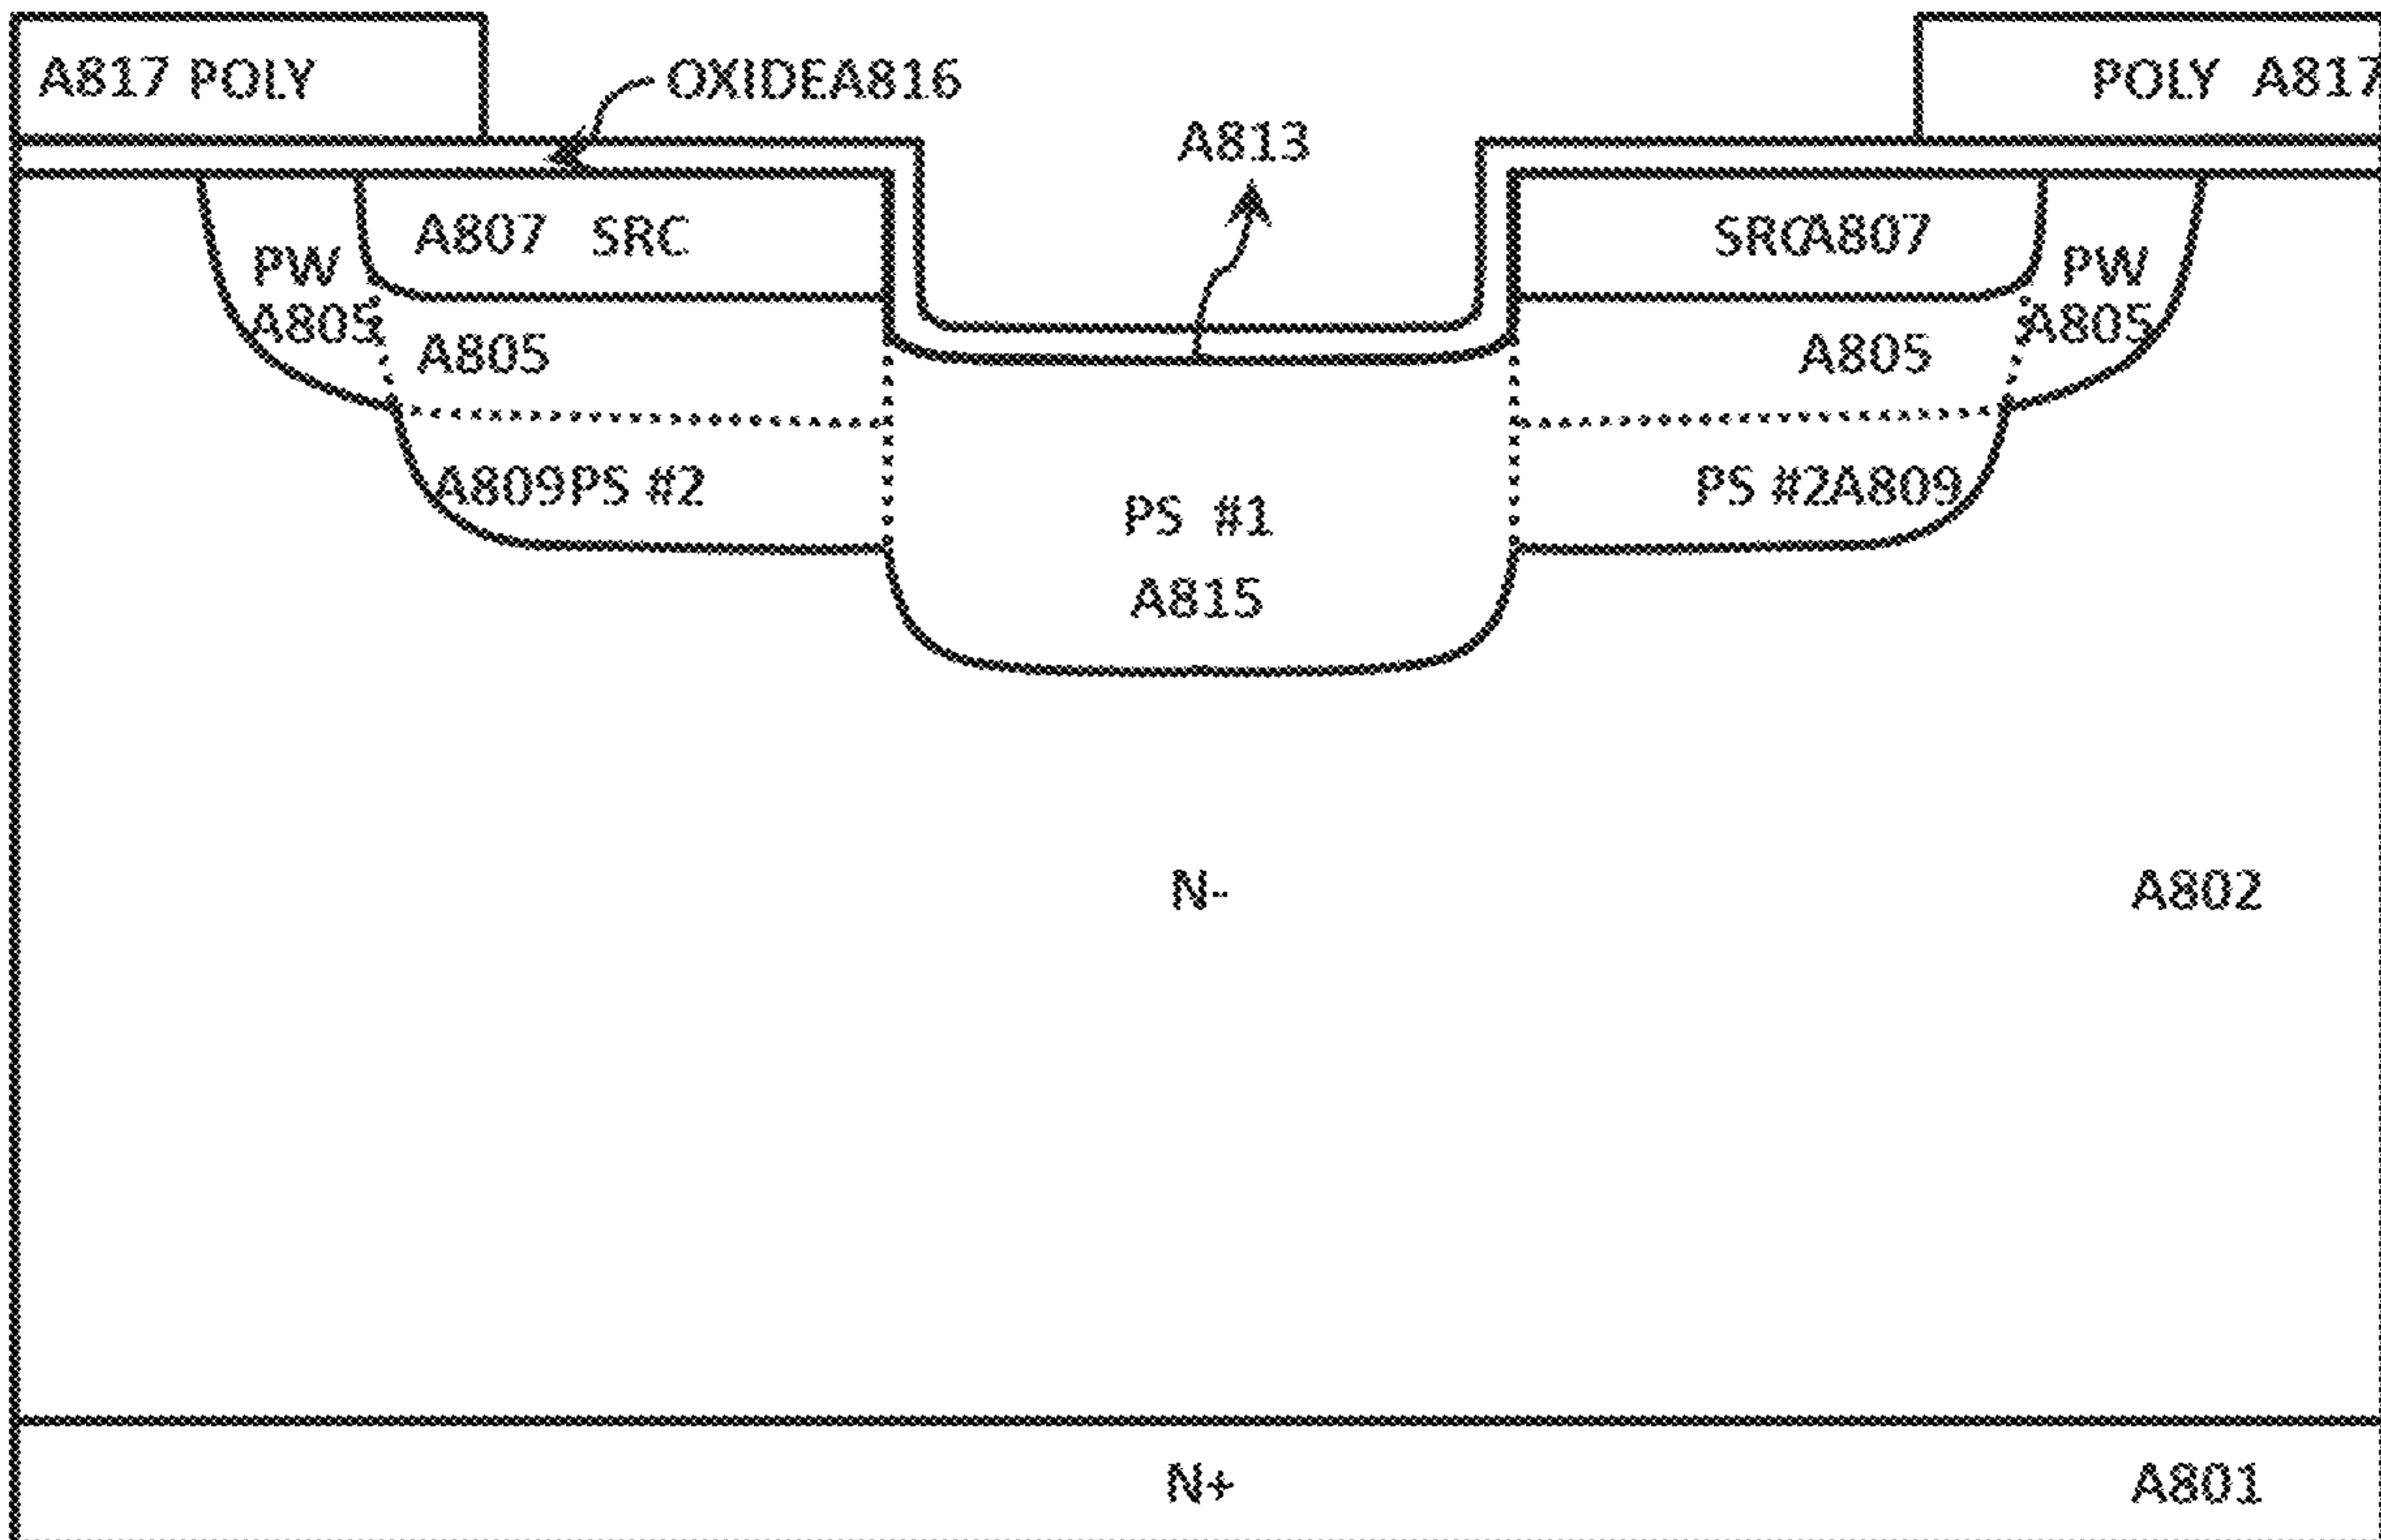 A817 POLY
OXIDEA816
POLY A817
A813
A807 SRC
SRCA807
PW
A805
PW
A805
A805
A805
A809PS #2
PS #1
A815
PS #2A809
N-
A802
N+
A801